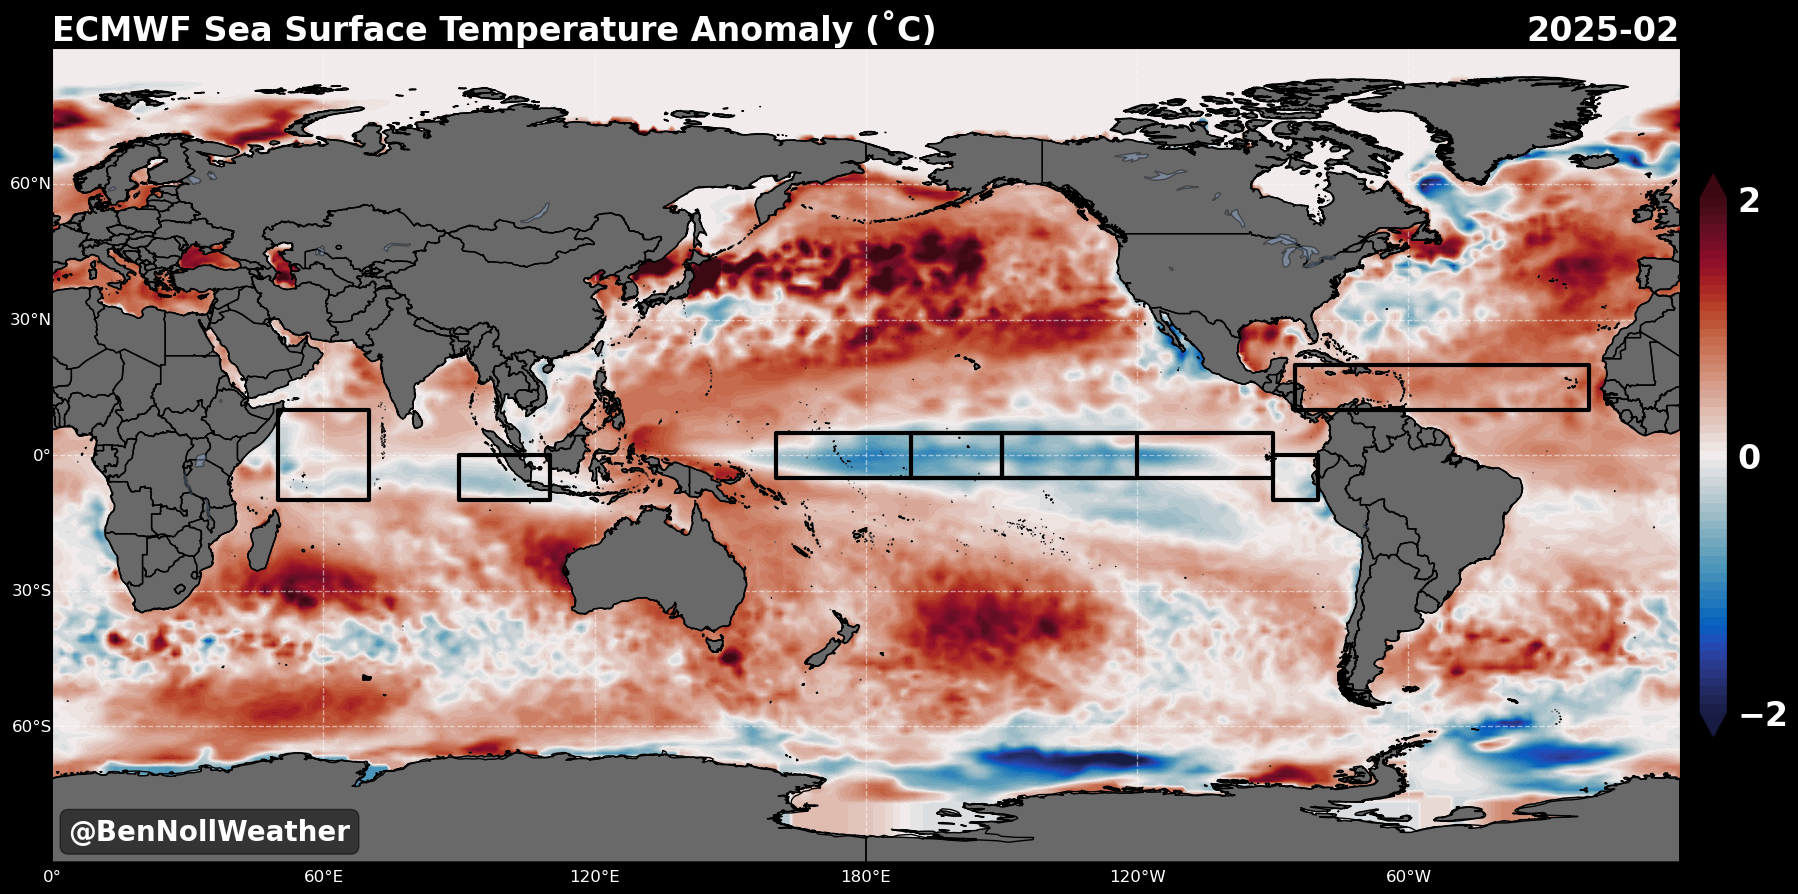 ECMWF Sea Surface Temperature Anomaly (˚C)
2025-02
60°N
30°N
0°
30°S
60°S
2
0
−2
@BenNollWeather
0°
60°E
120°E
180°E
120°W
60°W